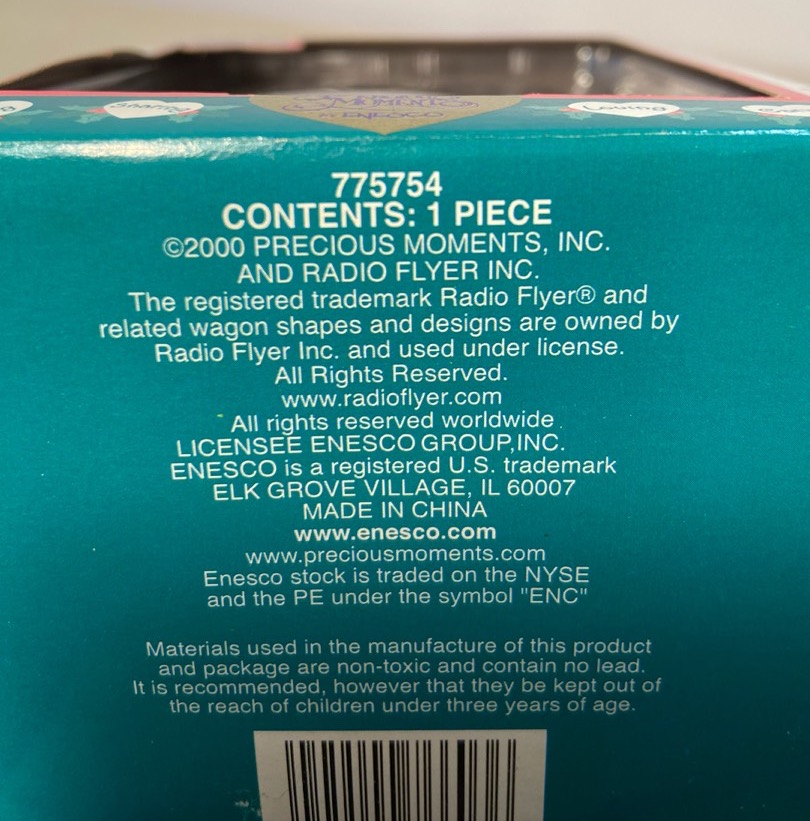 Sharing
MOMENTS
ENESCO
Loving
775754
CONTENTS: 1 PIECE
©2000 PRECIOUS MOMENTS, INC.
AND RADIO FLYER INC.
The registered trademark Radio Flyer® and
related wagon shapes and designs are owned by
Radio Flyer Inc. and used under license.
All Rights Reserved.
www.radioflyer.com
All rights reserved worldwide
LICENSEE ENESCO GROUP,INC.
ENESCO is a registered U.S. trademark
ELK GROVE VILLAGE, IL 60007
MADE IN CHINA
www.enesco.com
www.preciousmoments.com
Enesco stock is traded on the NYSE
and the PE under the symbol "ENC"
Materials used in the manufacture of this product
and package are non-toxic and contain no lead.
It is recommended, however that they be kept out of
the reach of children under three years of age.